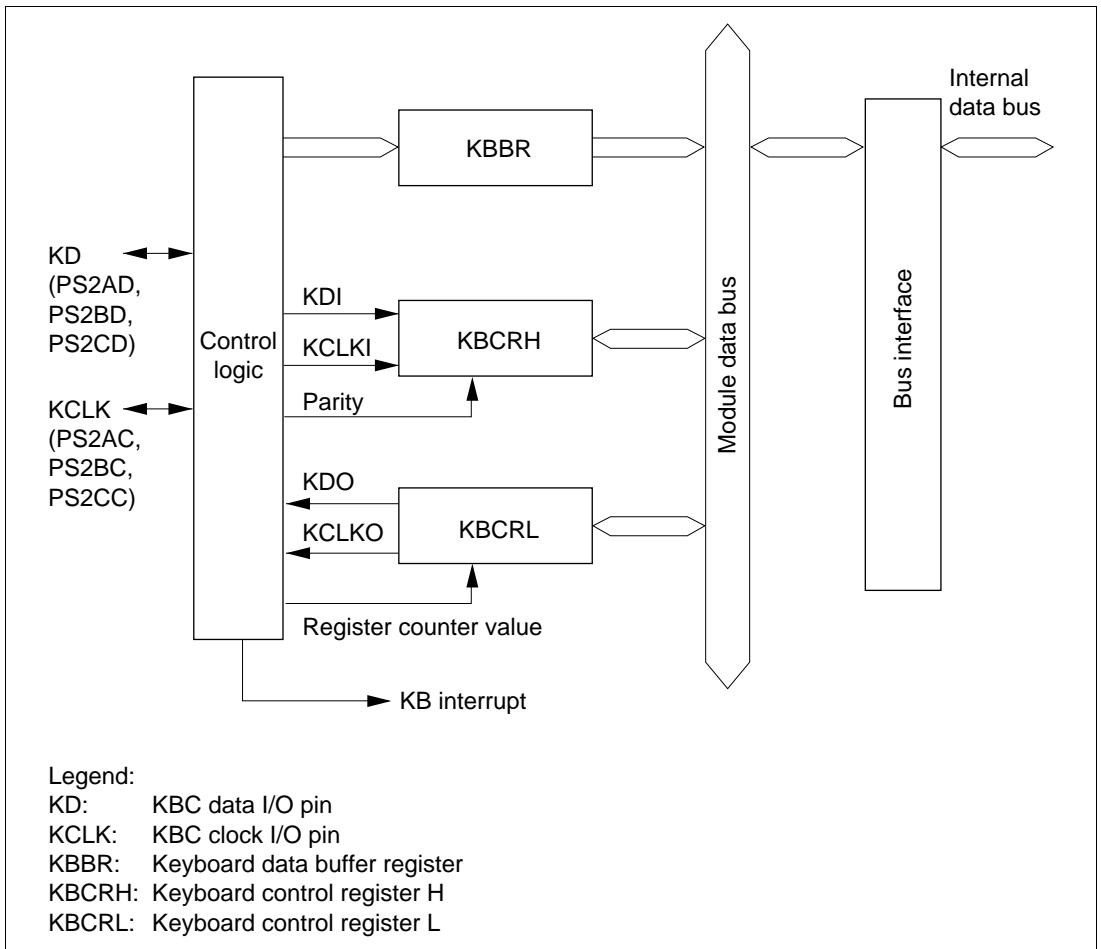 Internal
data bus
KBBR
KD
(PS2AD,
PS2BD,
PS2CD)
KDI
KCLKI
Parity
KBCRH
Control
logic
KCLK
(PS2AC,
PS2BC,
PS2CC)
KDO
KCLKO
KBCRL
Register counter value
Module data bus
Bus interface
KB interrupt
Legend:
KD: KBC data I/O pin
KCLK: KBC clock I/O pin
KBBR: Keyboard data buffer register
KBCRH: Keyboard control register H
KBCRL: Keyboard control register L